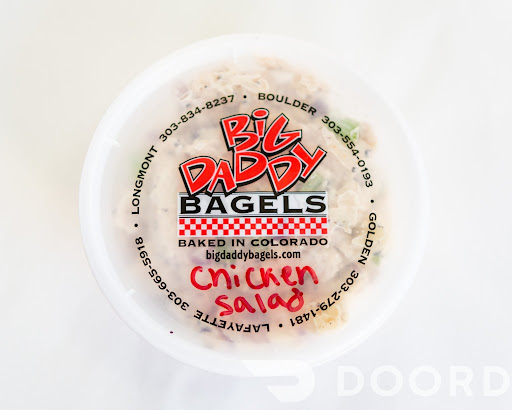 LONGMONT 303-834-8237 • BOULDER 303-554-0193 • GOLDEN 303-279-1481 • LAFAYETTE 303-665-5918 •
BiG
DADDY
BAGELS
BAKED IN COLORADO
bigdaddybagels.com
chicken
salad
DOORD